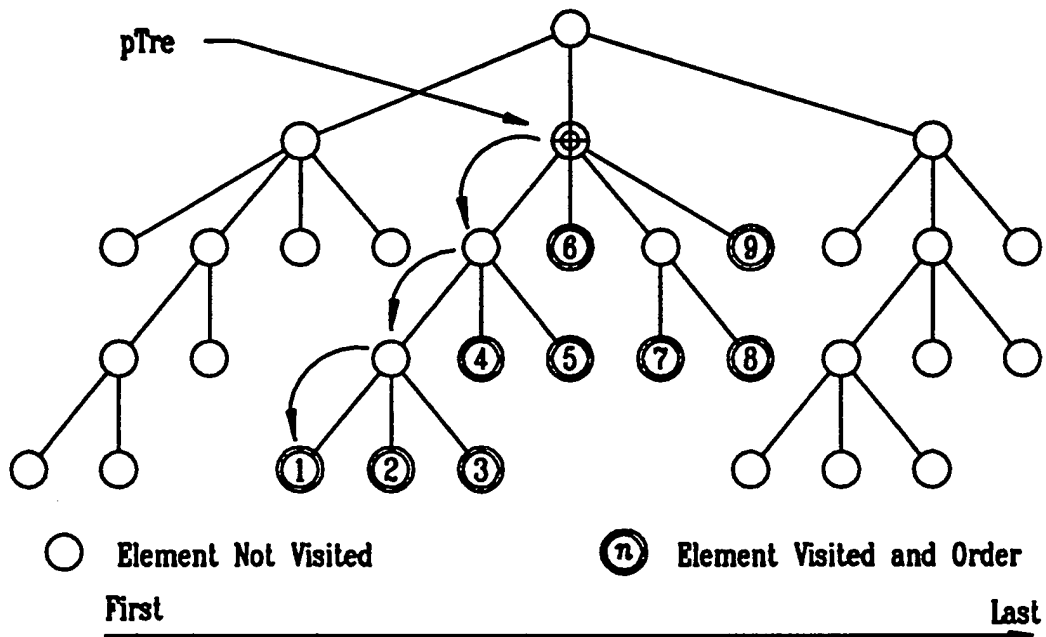 pTre
6 9
4 5 7 8
1 2 3
Element Not Visited
n Element Visited and Order
First Last